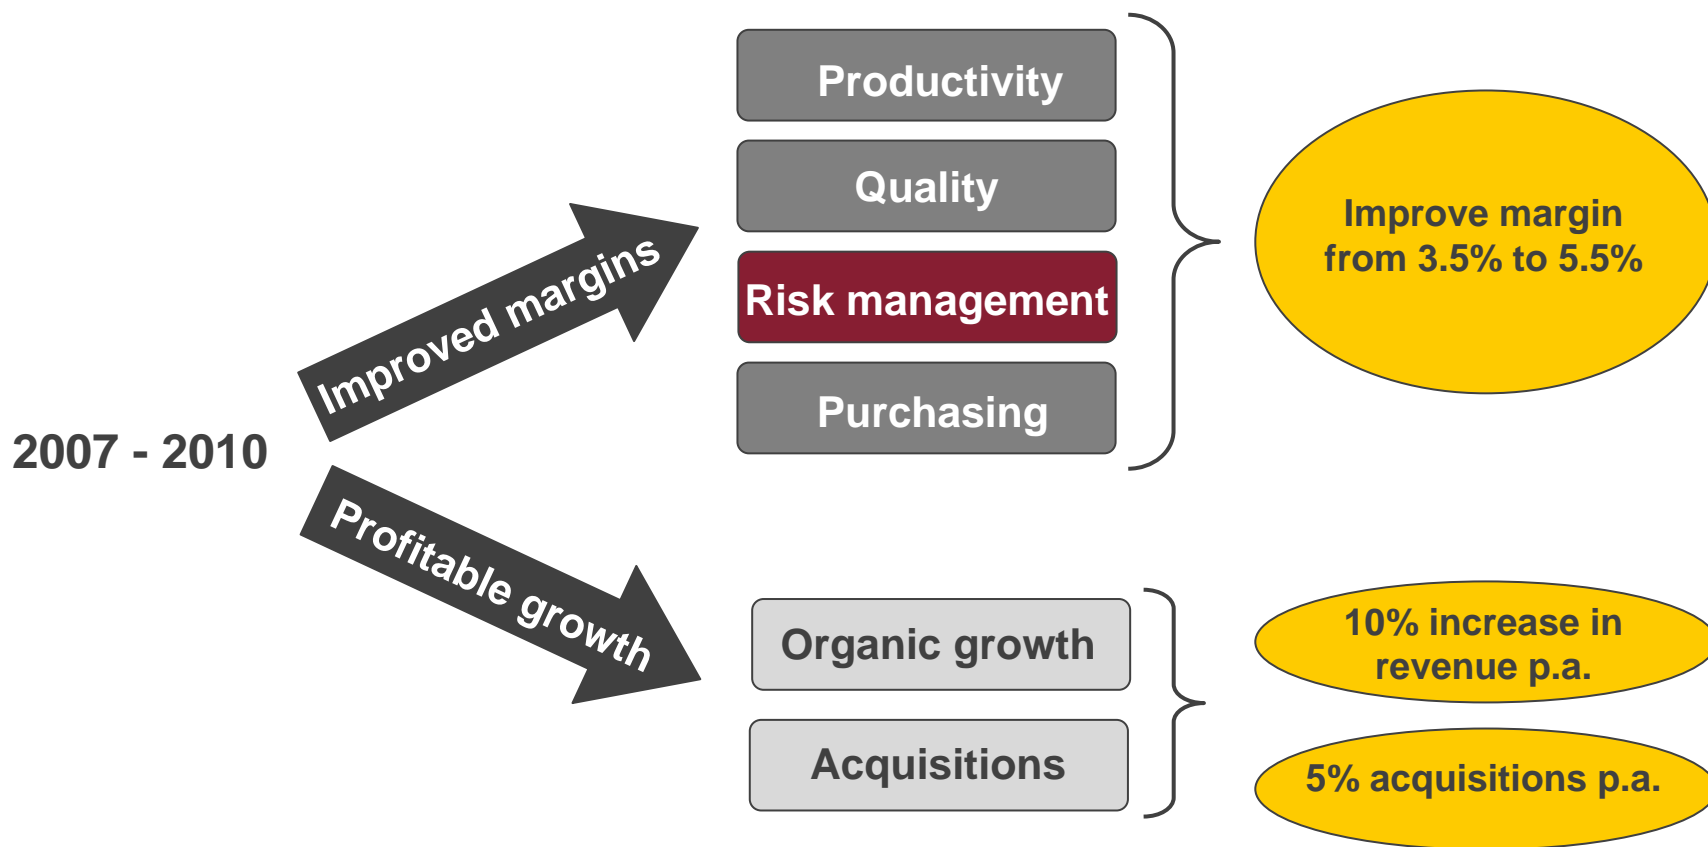 2007 - 2010
Improved margins
Productivity
Quality
Risk management
Purchasing
Improve margin
from 3.5% to 5.5%
Profitable growth
Organic growth
Acquisitions
10% increase in
revenue p.a.
5% acquisitions p.a.